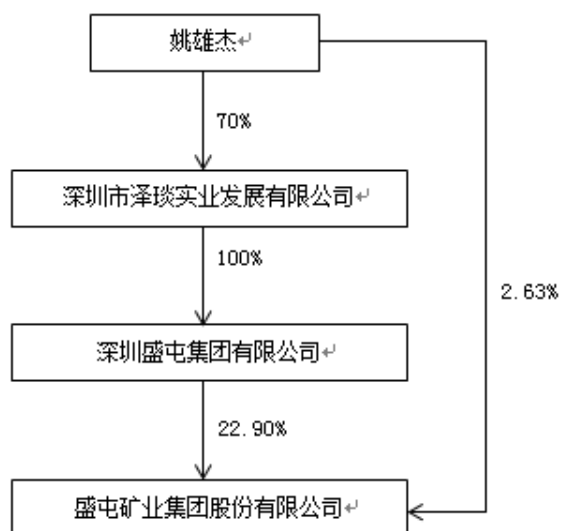 姚雄杰
70%
深圳市泽琰实业发展有限公司
100%
2.63%
深圳盛屯集团有限公司
22.90%
盛屯矿业集团股份有限公司